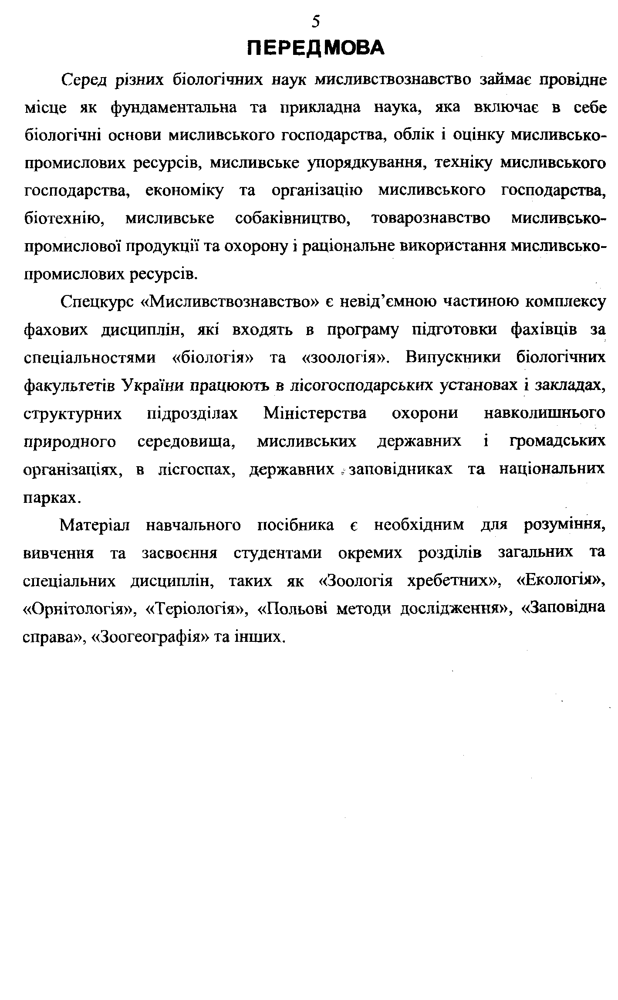 5
ПЕРЕДМОВА
Серед різних біологічних наук мисливствознавство займає провідне
місце як фундаментальна та прикладна наука, яка включає в себе
біологічні основи мисливського господарства, облік і оцінку мисливсько-
промислових ресурсів, мисливське упорядкування, техніку мисливського
господарства, економіку та організацію мисливського господарства,
біотехнію, мисливське собаківництво, товарознавство мисливсько-
промислової продукції та охорону і раціональне використання мисливсько-
промислових ресурсів.
Спецкурс «Мисливствознавство» є невід’ємною частиною комплексу
фахових дисциплін, які входять в програму підготовки фахівців за
спеціальностями «біологія» та «зоологія». Випускники біологічних
факультетів України працюють в лісогосподарських установах і закладах,
структурних підрозділах Міністерства охорони навколишнього
природного середовища, мисливських державних і громадських
організаціях, в лісгоспах, державних заповідниках та національних
парках.
Матеріал навчального посібника є необхідним для розуміння,
вивчення та засвоєння студентами окремих розділів загальних та
спеціальних дисциплін, таких як «Зоологія хребетних», «Екологія»,
«Орнітологія», «Теріологія», «Польові методи дослідження», «Заповідна
справа», «Зоогеографія» та інших.